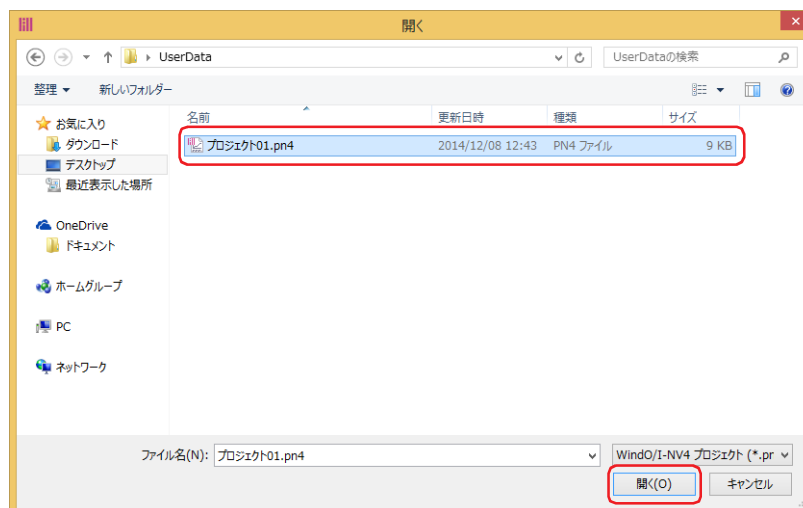 開く
UserData
UserDataの検索
整理
新しいフォルダー
名前
更新日時
種類
サイズ
プロジェクト01.pn4
2014/12/08 12:43
PN4 ファイル
9 KB
お気に入り
ダウンロード
デスクトップ
最近表示した場所
OneDrive
ドキュメント
ホームグループ
PC
ネットワーク
ファイル名(N):
プロジェクト01.pn4
WindO/I-NV4 プロジェクト (*.pr
開く(O)
キャンセル